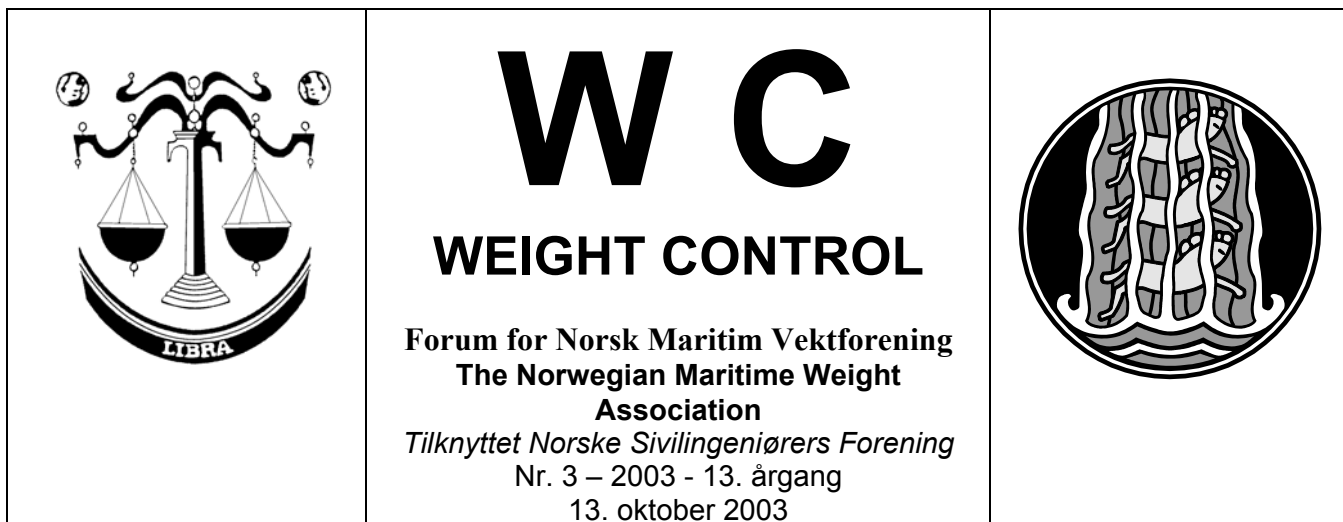 LIBRA
W C
WEIGHT CONTROL
Forum for Norsk Maritim Vektforening
The Norwegian Maritime Weight
Association
Tilknyttet Norske Sivilingeniørers Forening
Nr. 3 – 2003 - 13. årgang
13. oktober 2003